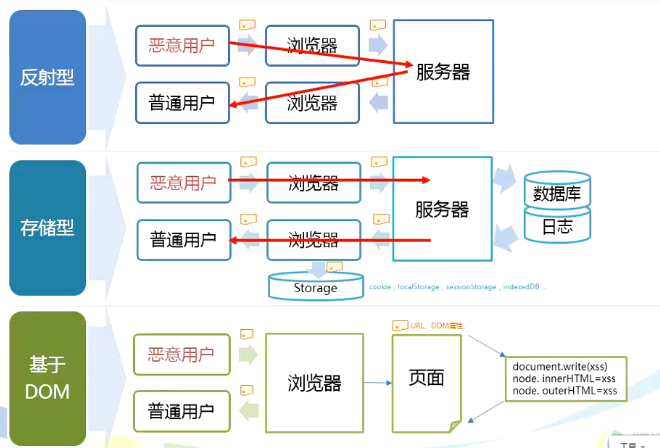 反射型
恶意用户
浏览器
服务器
普通用户
浏览器
存储型
恶意用户
浏览器
服务器
数据库
日志
普通用户
浏览器
Storage
cookie，localStorage，sessionStorage，indexedDB ...
基于
DOM
恶意用户
普通用户
浏览器
URL、DOM属性...
页面
document.write(xss)
node. innerHTML=xss
node. outerHTML=xss
工具